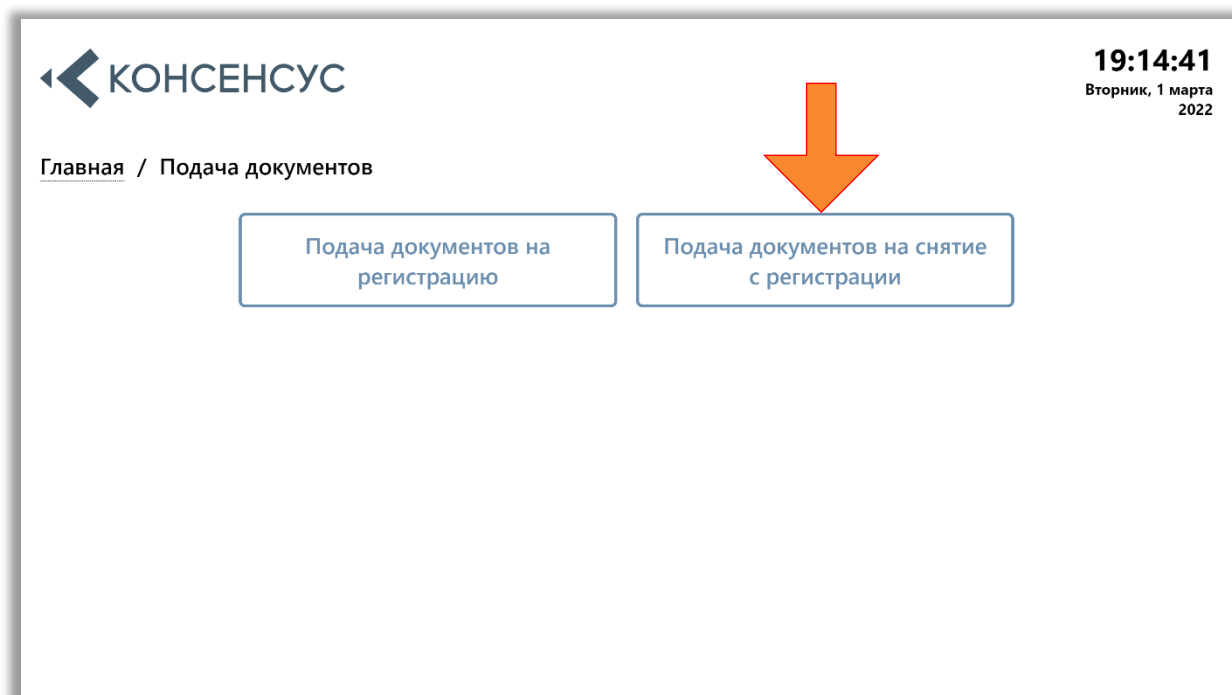 КОНСЕНСУС
19:14:41
Вторник, 1 марта
2022
Главная / Подача документов
Подача документов на
регистрацию
Подача документов на снятие
с регистрации